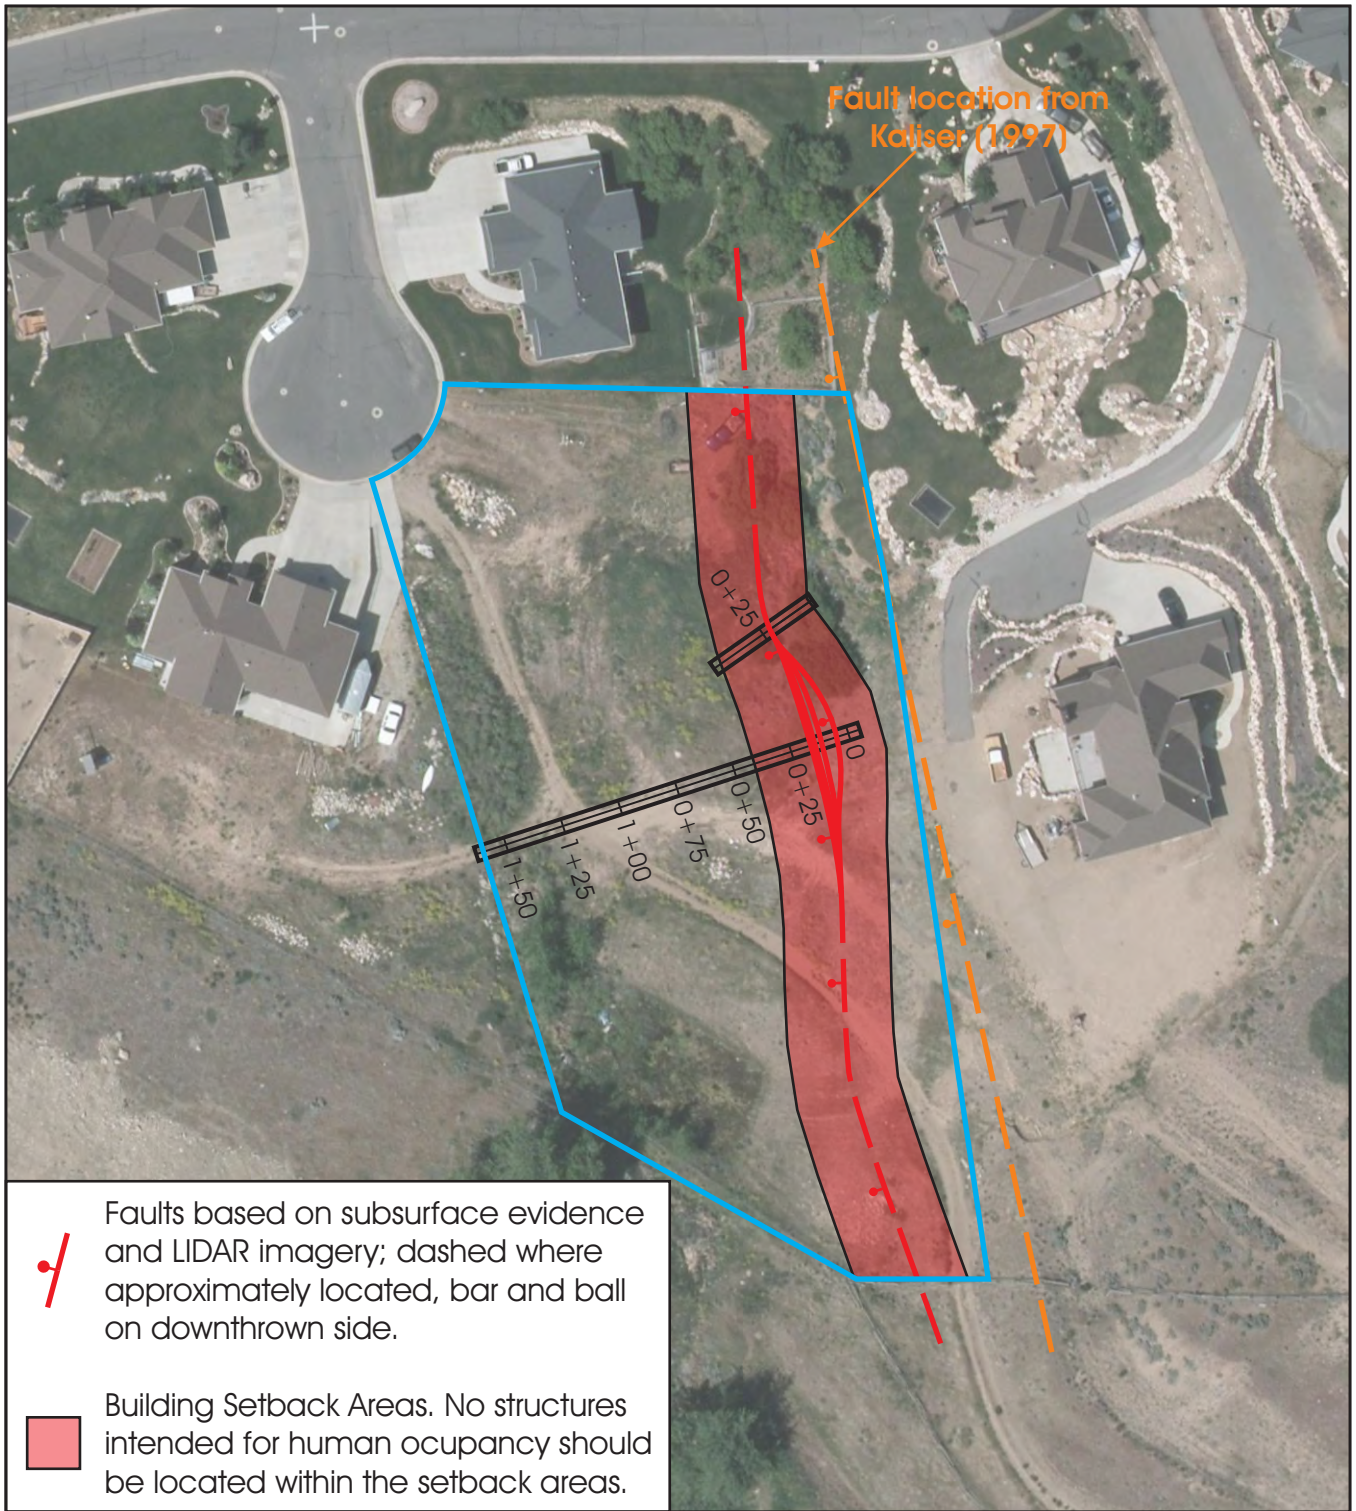 Fault location from
Kaliser (1997)
0+25
0
0+25
0+50
0+75
1+00
1+25
1+50
Faults based on subsurface evidence
and LIDAR imagery; dashed where
approximately located, bar and ball
on downthrown side.
Building Setback Areas. No structures
intended for human ocupancy should
be located within the setback areas.